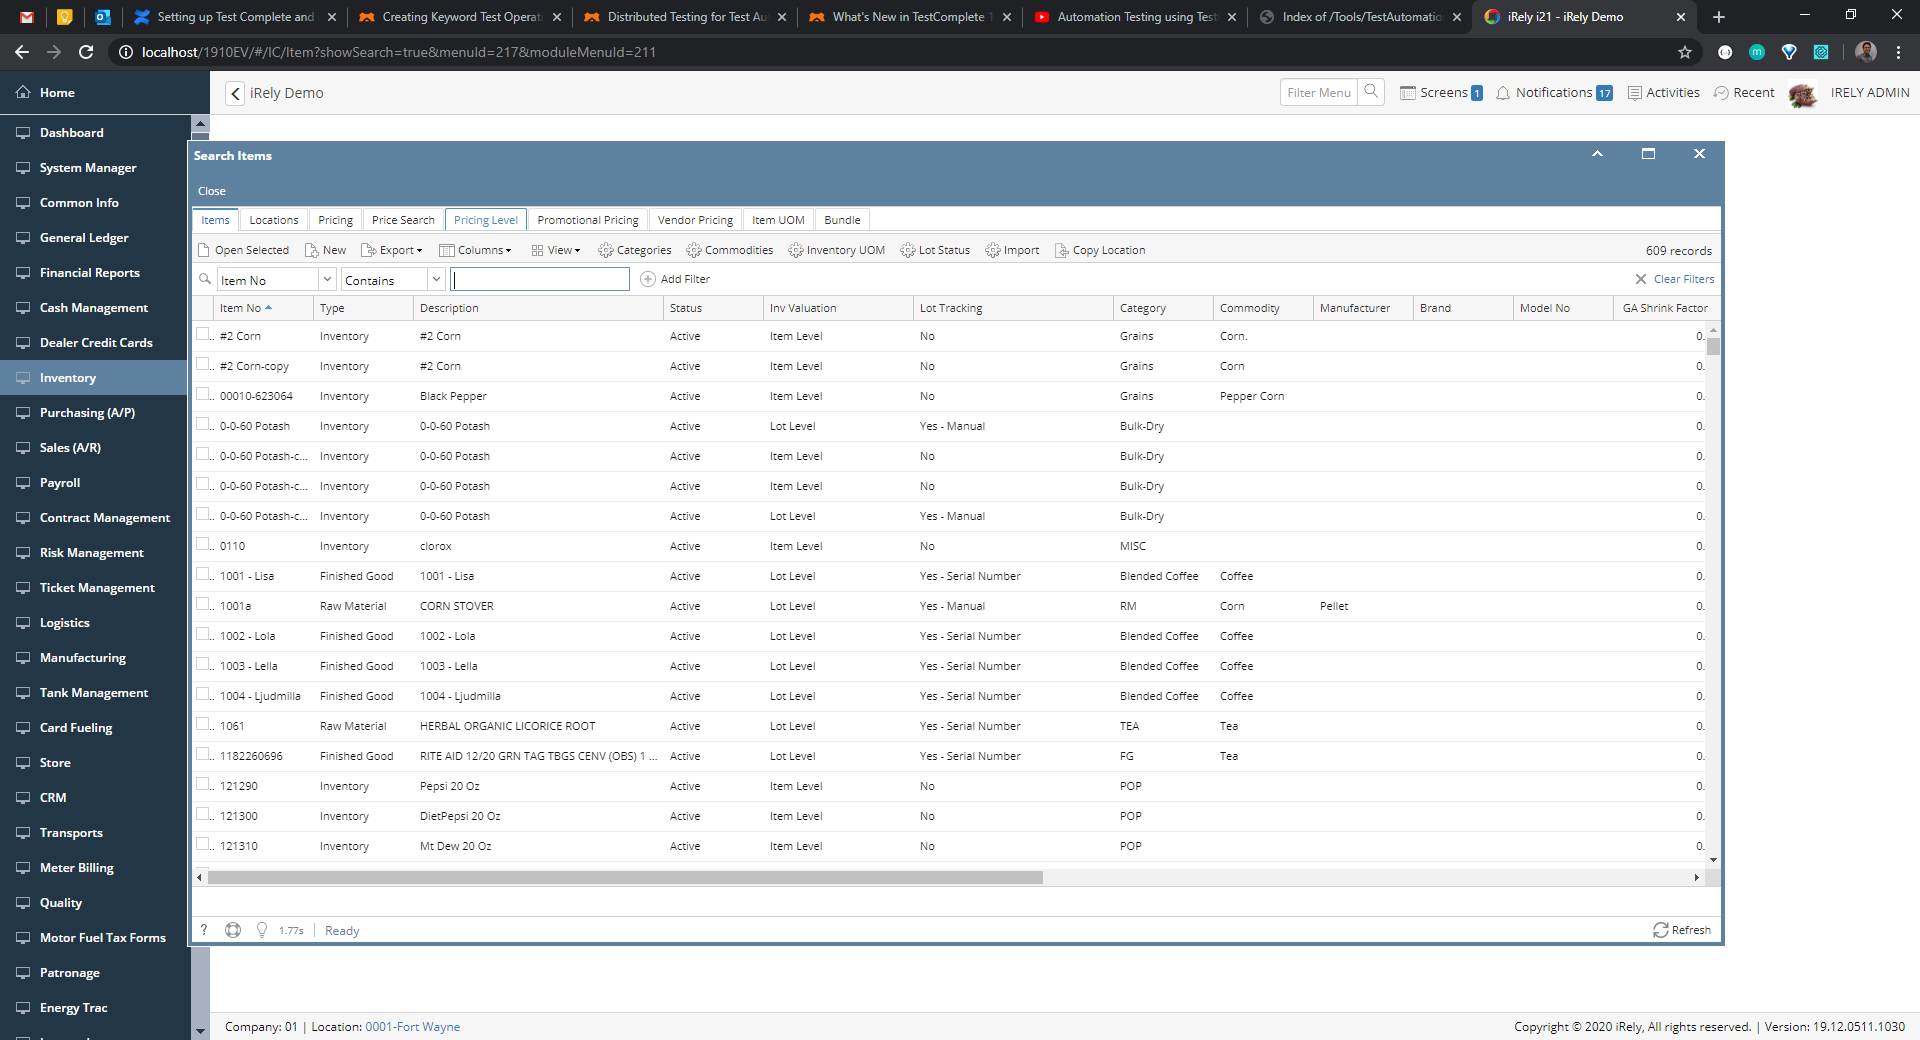 Setting up Test Complete and
Creating Keyword Test Operati
Distributed Testing for Test Au
What's New in TestComplete 1
Automation Testing using Test
Index of /Tools/TestAutomatio
iRely i21 - iRely Demo
localhost/1910EV/#/IC/Item?showSearch=true&menuId=217&moduleMenuId=211
Home
iRely Demo
Filter Menu
Screens 1
Notifications 17
Activities
Recent
IRELY ADMIN
Dashboard
System Manager
Common Info
General Ledger
Financial Reports
Cash Management
Dealer Credit Cards
Inventory
Purchasing (A/P)
Sales (A/R)
Payroll
Contract Management
Risk Management
Ticket Management
Logistics
Manufacturing
Tank Management
Card Fueling
Store
CRM
Transports
Meter Billing
Quality
Motor Fuel Tax Forms
Patronage
Energy Trac
Search Items
Close
Items Locations Pricing Price Search Pricing Level Promotional Pricing Vendor Pricing Item UOM Bundle
Open Selected New Export Columns View Categories Commodities Inventory UOM Lot Status Import Copy Location 609 records
Item No Contains Add Filter Clear Filters
Item No Type Description Status Inv Valuation Lot Tracking Category Commodity Manufacturer Brand Model No GA Shrink Factor
#2 Corn Inventory #2 Corn Active Item Level No Grains Corn. 0.
#2 Corn-copy Inventory #2 Corn Active Item Level No Grains Corn 0.
00010-623064 Inventory Black Pepper Active Item Level No Grains Pepper Corn 0.
0-0-60 Potash Inventory 0-0-60 Potash Active Lot Level Yes - Manual Bulk-Dry 0.
0-0-60 Potash-c... Inventory 0-0-60 Potash Active Item Level No Bulk-Dry 0.
0-0-60 Potash-c... Inventory 0-0-60 Potash Active Item Level No Bulk-Dry 0.
0-0-60 Potash-c... Inventory 0-0-60 Potash Active Lot Level Yes - Manual Bulk-Dry 0.
0110 Inventory clorox Active Item Level No MISC 0.
1001 - Lisa Finished Good 1001 - Lisa Active Lot Level Yes - Serial Number Blended Coffee Coffee 0.
1001a Raw Material CORN STOVER Active Lot Level Yes - Manual RM Corn Pellet 0.
1002 - Lola Finished Good 1002 - Lola Active Lot Level Yes - Serial Number Blended Coffee Coffee 0.
1003 - Lella Finished Good 1003 - Lella Active Lot Level Yes - Serial Number Blended Coffee Coffee 0.
1004 - Ljudmilla Finished Good 1004 - Ljudmilla Active Lot Level Yes - Serial Number Blended Coffee Coffee 0.
1061 Raw Material HERBAL ORGANIC LICORICE ROOT Active Lot Level Yes - Serial Number TEA Tea 0.
1182260696 Finished Good RITE AID 12/20 GRN TAG TBGS CENV (OBS) 1 ... Active Lot Level Yes - Serial Number FG Tea 0.
121290 Inventory Pepsi 20 Oz Active Item Level No POP 0.
121300 Inventory DietPepsi 20 Oz Active Item Level No POP 0.
121310 Inventory Mt Dew 20 Oz Active Item Level No POP 0.
? 1.77s Ready Refresh
Company: 01 | Location: 0001-Fort Wayne
Copyright © 2020 iRely, All rights reserved. | Version: 19.12.0511.1030